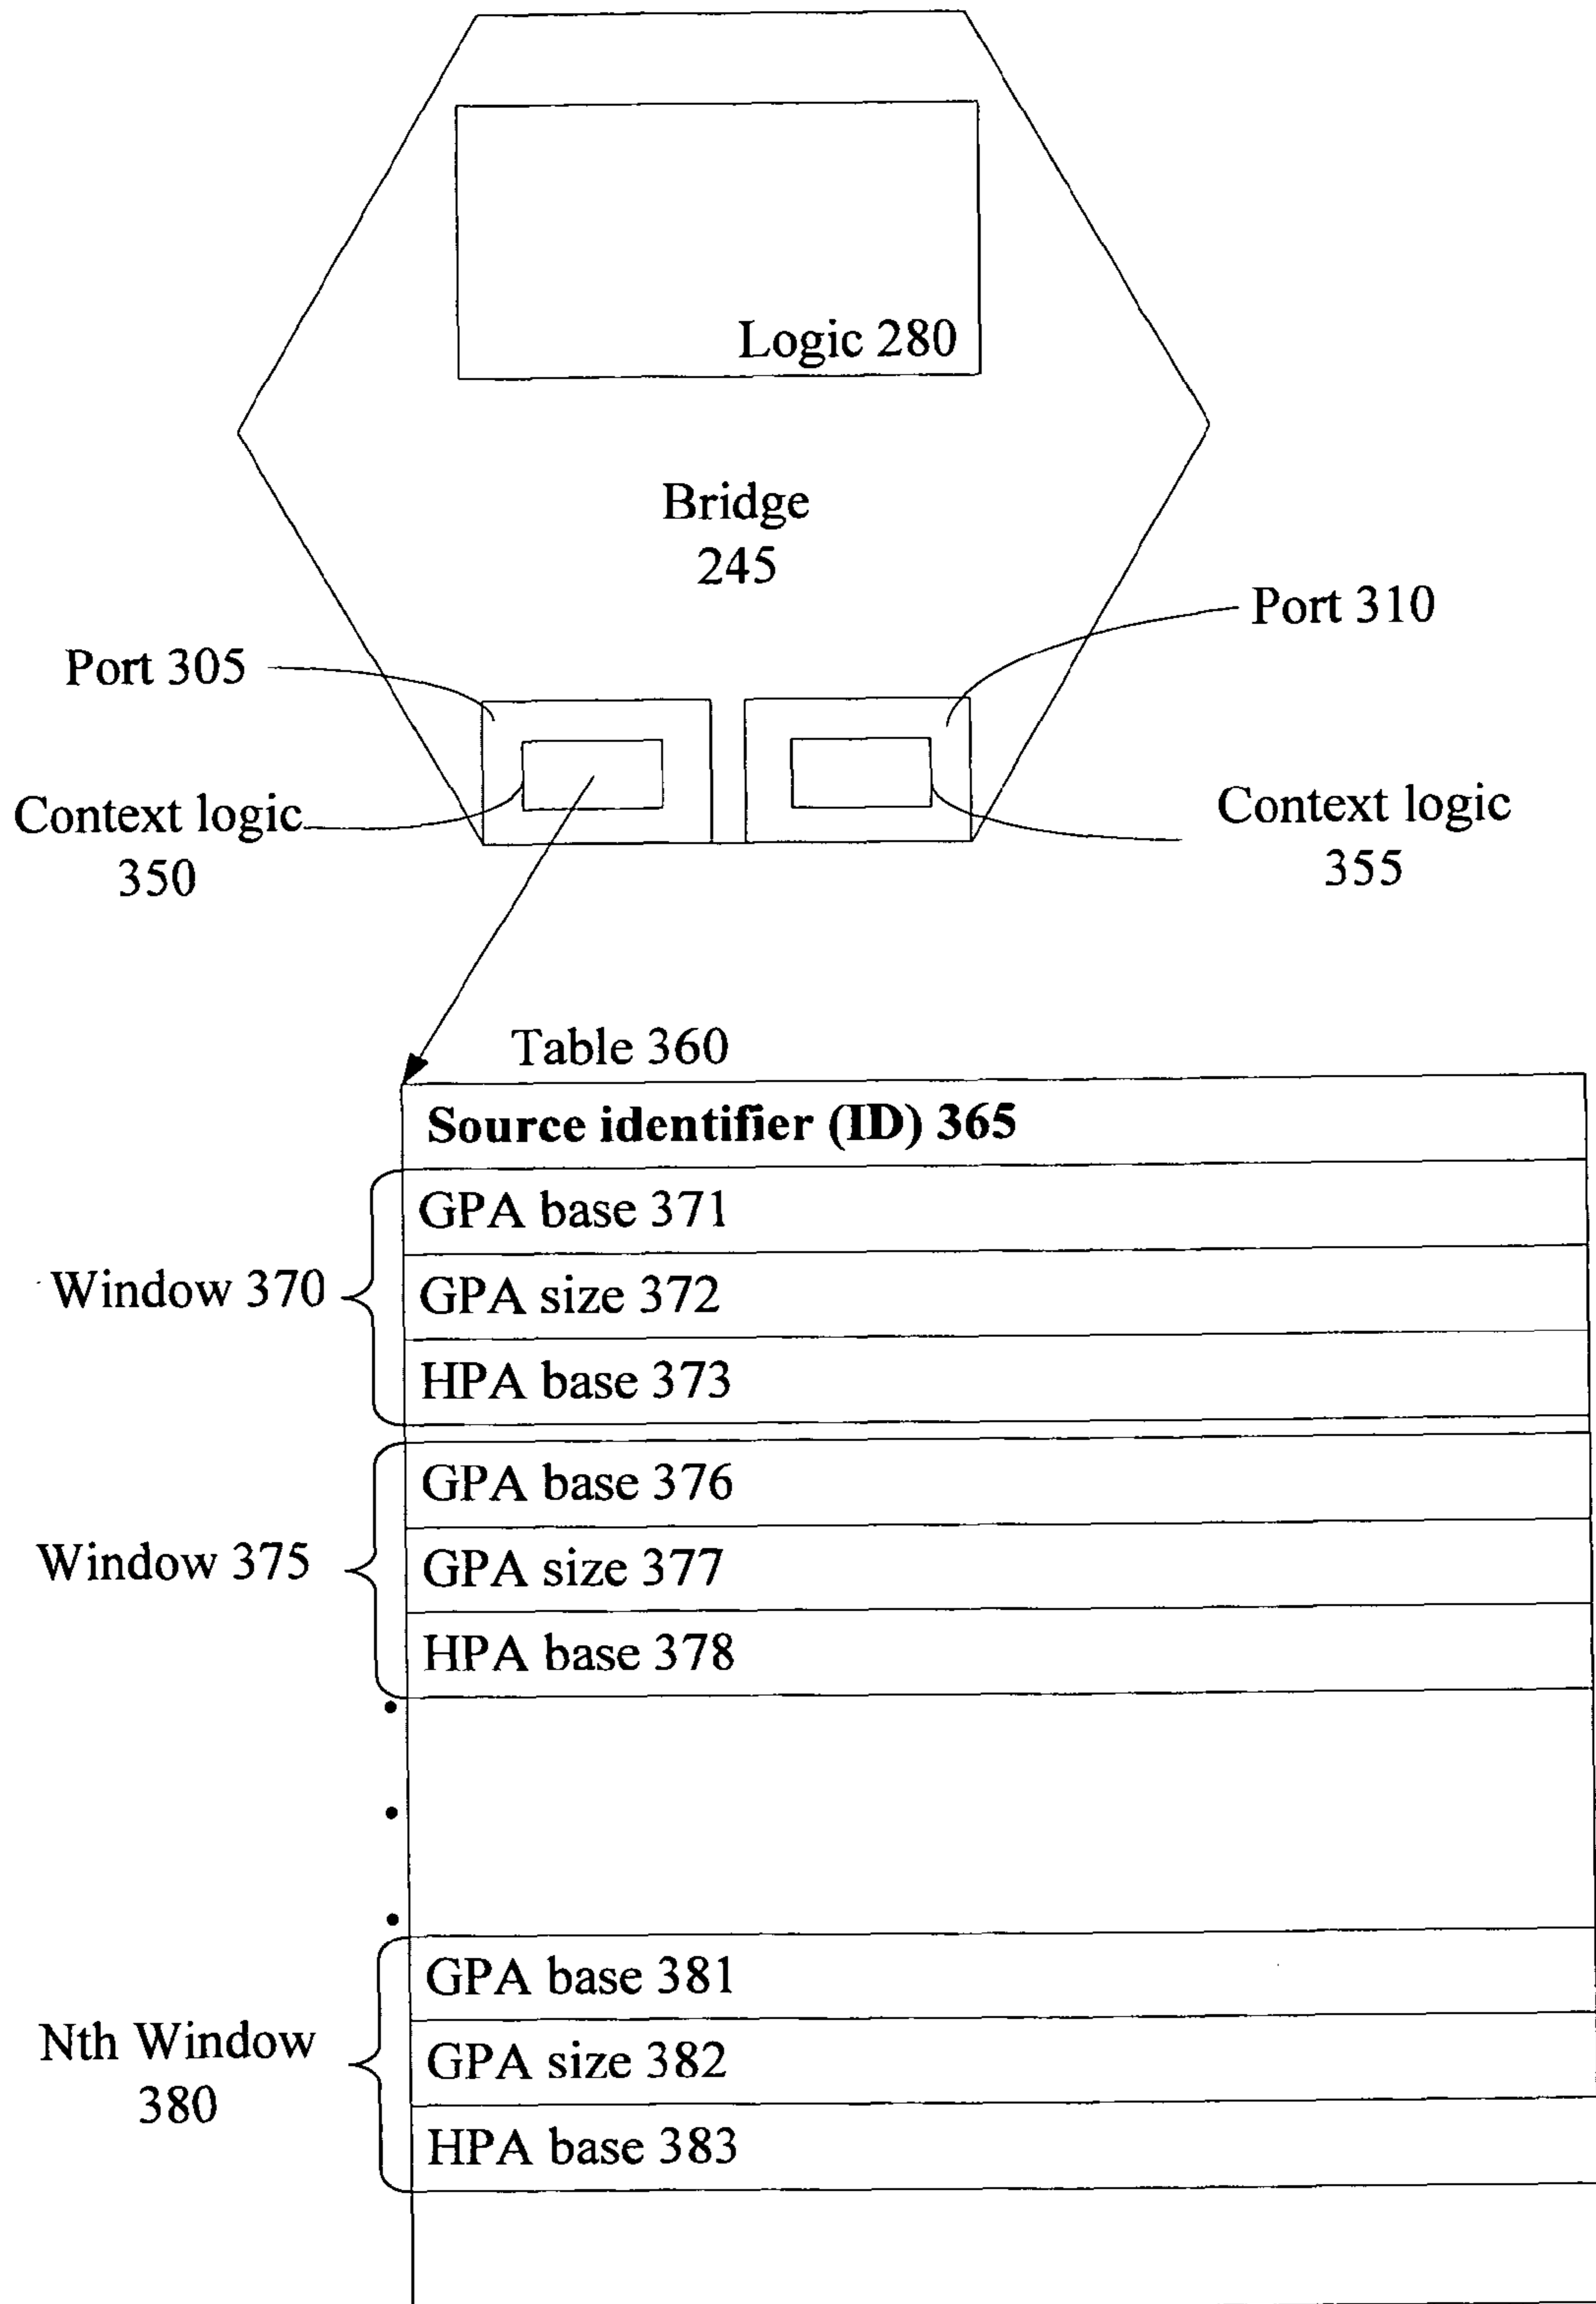 Logic 280
Bridge
245
Port 310
Port 305
Context logic
350
Context logic
355
Table 360
Source identifier (ID) 365
GPA base 371
Window 370
GPA size 372
HPA base 373
GPA base 376
Window 375
GPA size 377
HPA base 378
GPA base 381
Nth Window
380
GPA size 382
HPA base 383